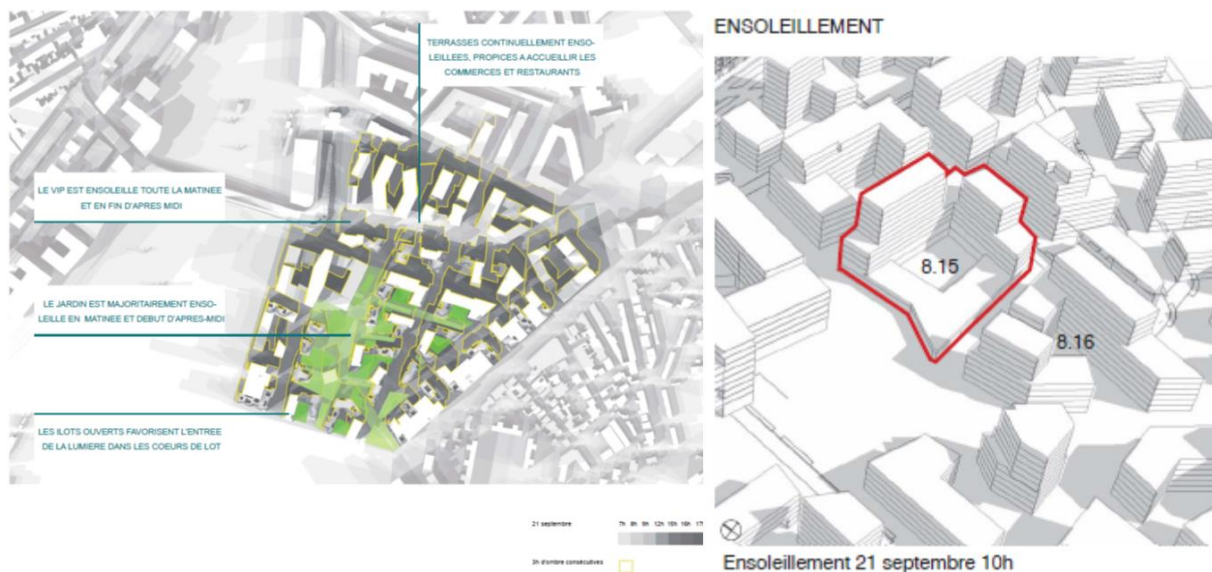 TERRASSES CONTINUELLEMENT ENSO-
LEILLEES, PROPICES A ACCUEILLIR LES
COMMERCES ET RESTAURANTS
LE VIP EST ENSOLEILLE TOUTE LA MATINEE
ET EN FIN D'APRES MIDI
LE JARDIN EST MAJORITAIREMENT ENSO-
LEILLE EN MATINEE ET DEBUT D'APRES-MIDI
LES ILOTS OUVERTS FAVORISENT L'ENTREE
DE LA LUMIERE DANS LES COEURS DE LOT
21 septembre
7h 8h 9h 12h 15h 16h 17h
3h d'ombre consécutives
ENSOLEILLEMENT
8.15
8.16
Ensoleillement 21 septembre 10h